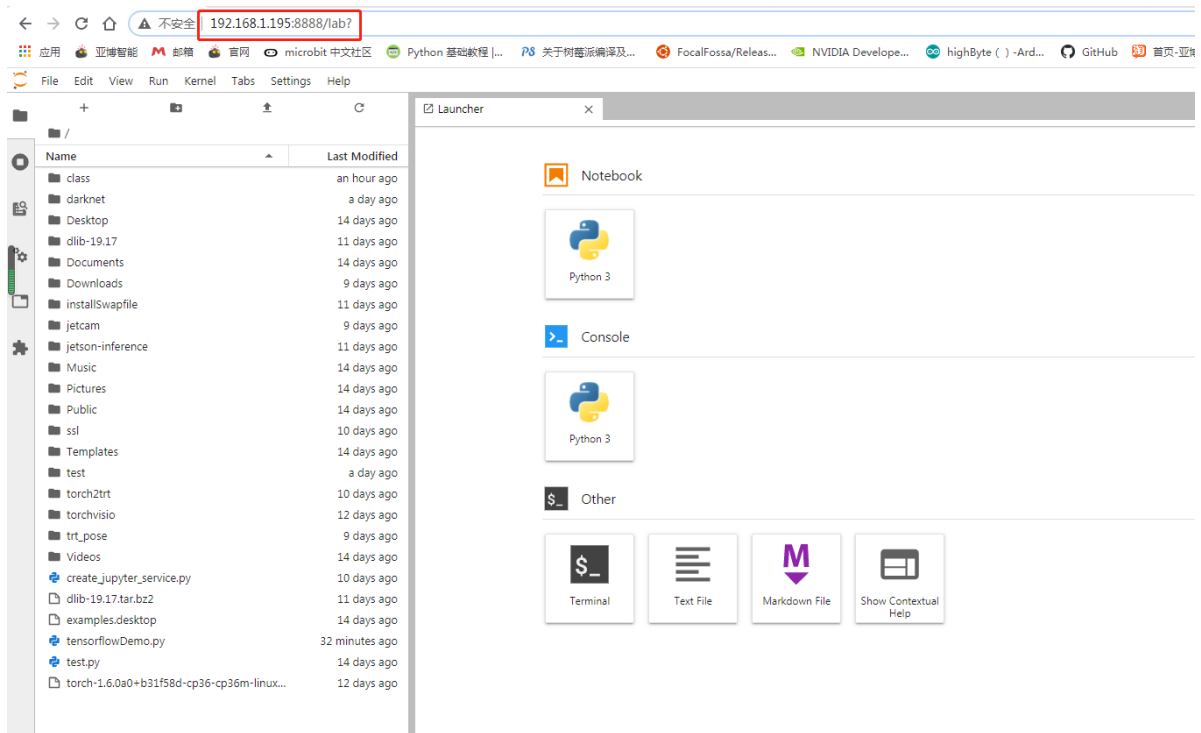 不安全 192.168.1.195:8888/lab?
应用 亚博智能 邮箱 官网 microbit 中文社区 Python 基础教程 |... 关于树莓派编译及... FocalFossa/Releas... NVIDIA Develope... highByte ( ) -Ard... GitHub 首页-亚博
File Edit View Run Kernel Tabs Settings Help
Launcher
/
Name Last Modified
class an hour ago
darknet a day ago
Desktop 14 days ago
dlib-19.17 11 days ago
Documents 14 days ago
Downloads 9 days ago
installSwapfile 11 days ago
jetcam 9 days ago
jetson-inference 11 days ago
Music 14 days ago
Pictures 14 days ago
Public 14 days ago
ssl 10 days ago
Templates 14 days ago
test a day ago
torch2trt 10 days ago
torchvisio 12 days ago
trt_pose 9 days ago
Videos 14 days ago
create_jupyter_service.py 10 days ago
dlib-19.17.tar.bz2 11 days ago
examples.desktop 14 days ago
tensorflowDemo.py 32 minutes ago
test.py 14 days ago
torch-1.6.0a0+b31f58d-cp36-cp36m-linux... 12 days ago
Notebook
Python 3
Console
Python 3
$_ Other
$_ M
Terminal Text File Markdown File Show Contextual
Help